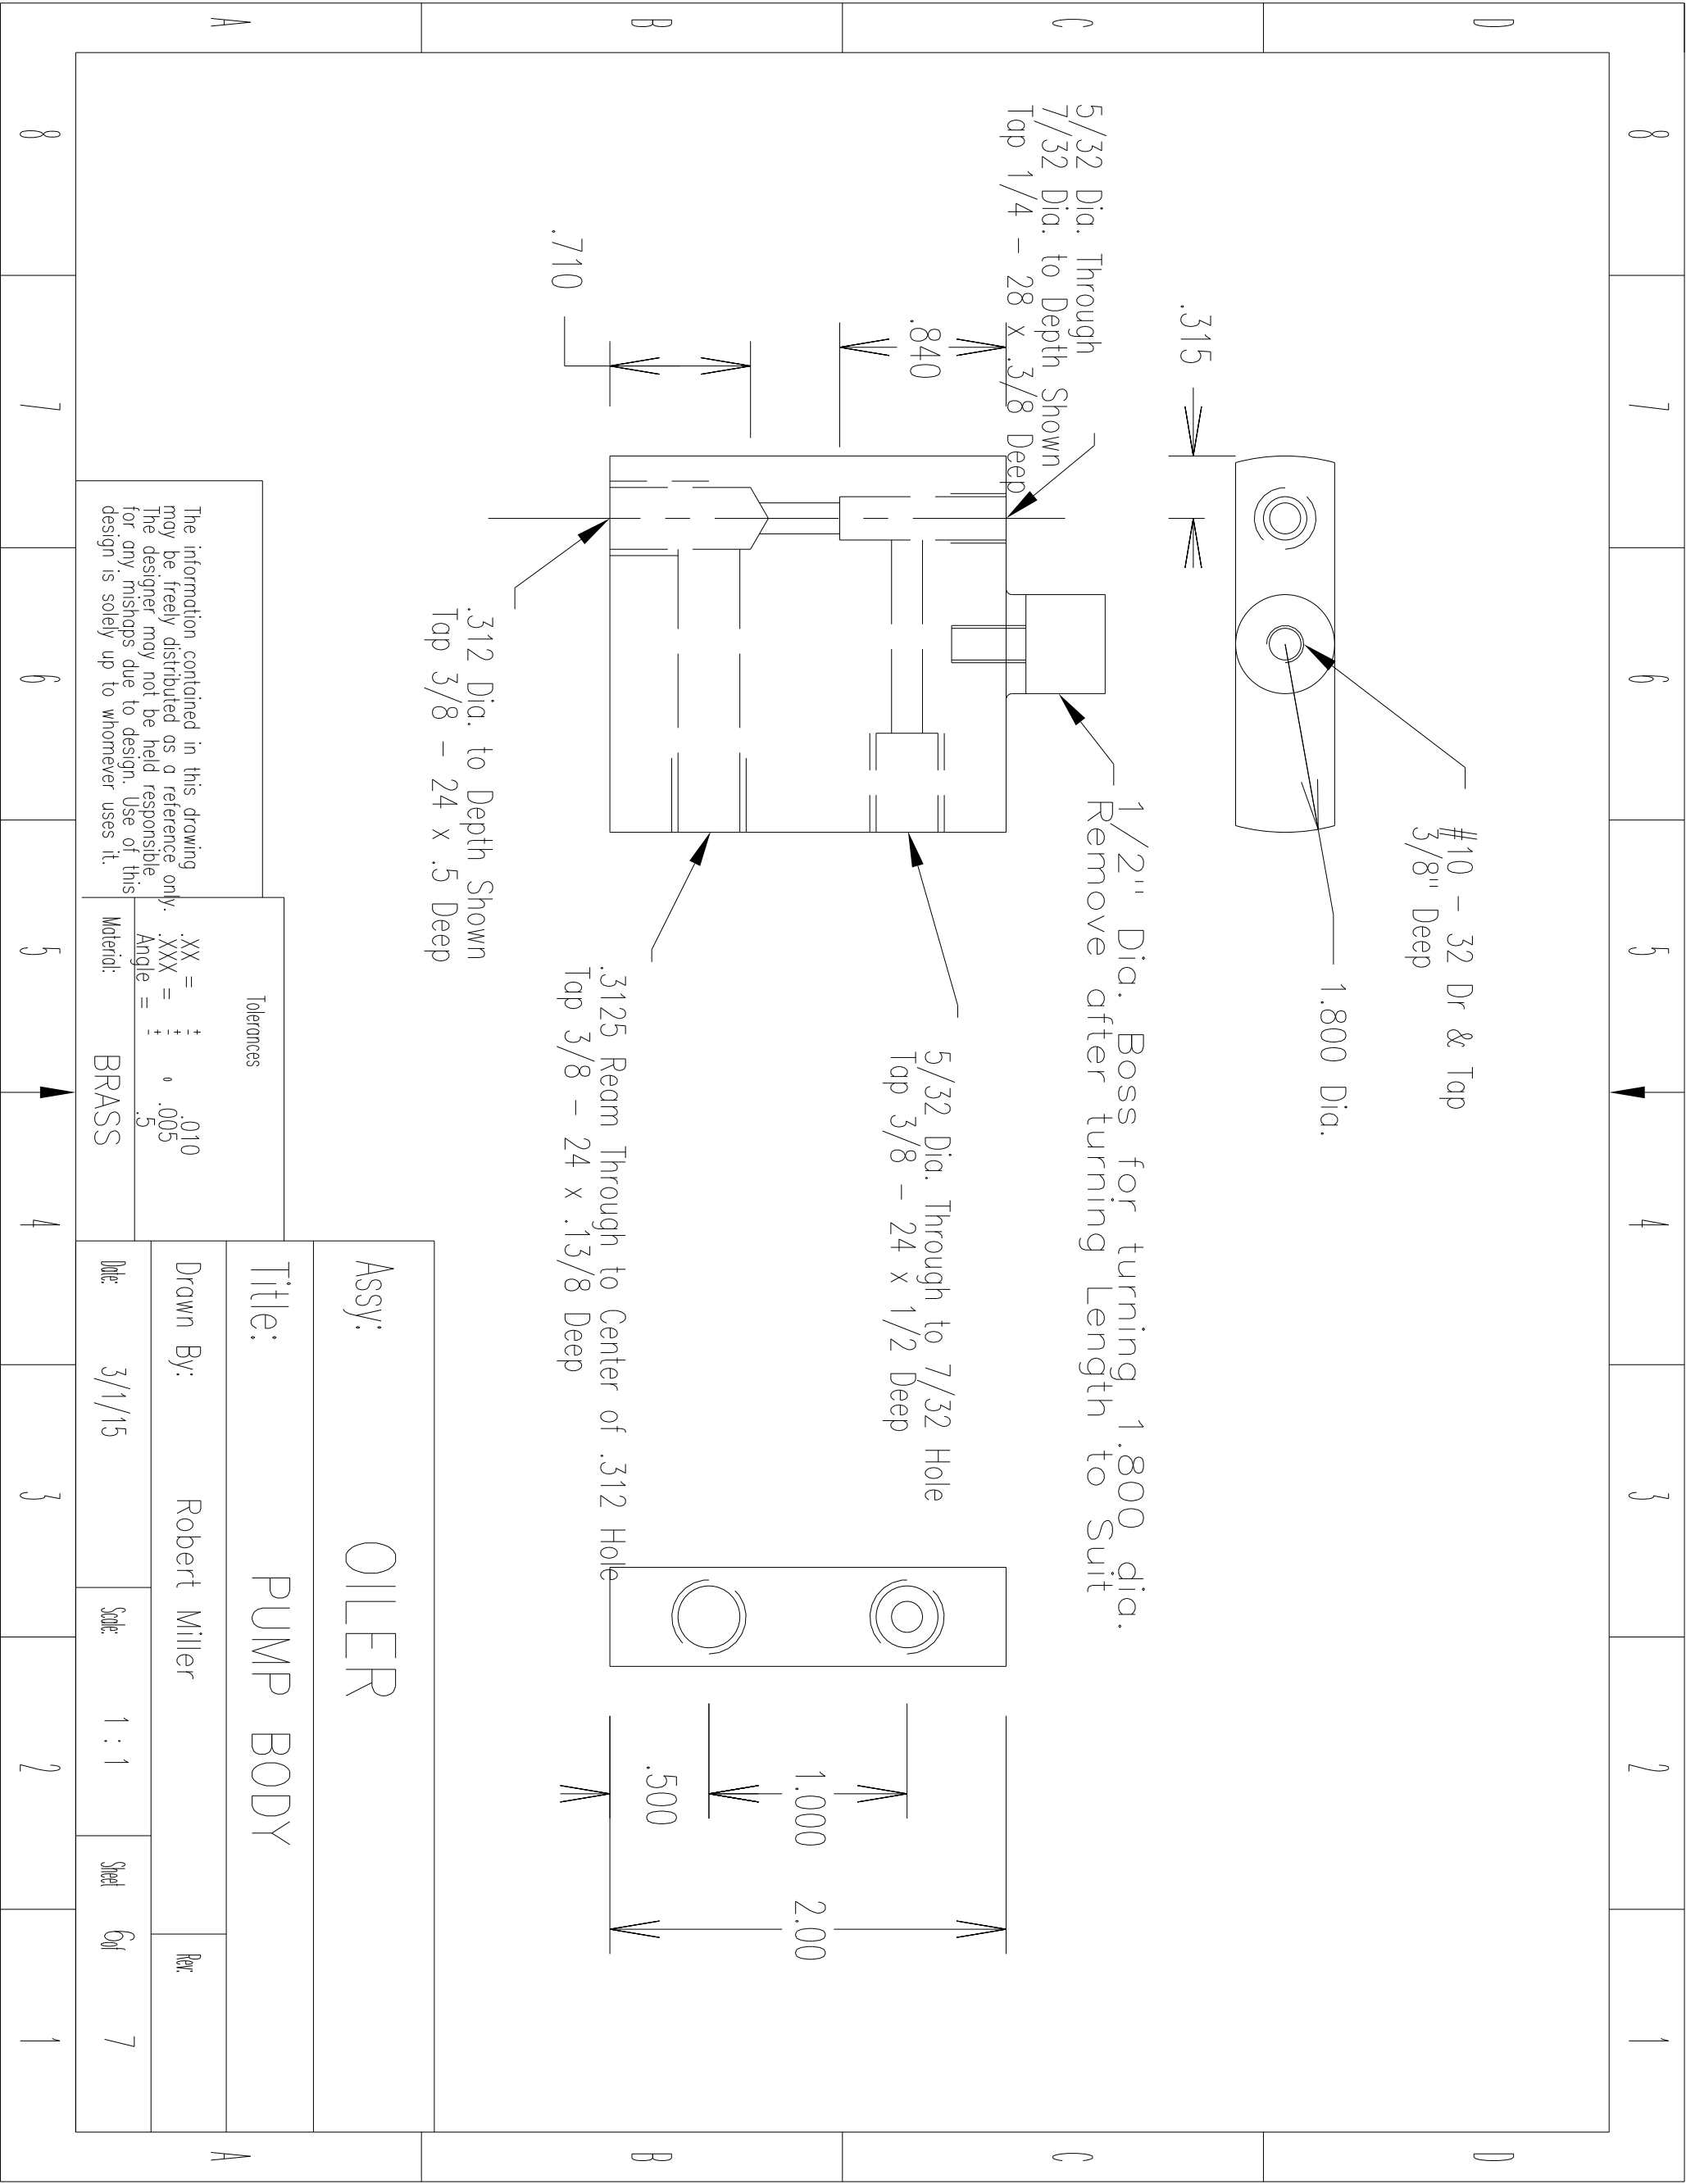 8
7
6
5
4
3
2
1
D
D
C
C
B
B
A
A
#10 - 32 Dr & Tap
3/8" Deep
1.800 Dia.
.315
5/32 Dia. Through
7/32 Dia. to Depth Shown
Tap 1/4 - 28 x .3/8 Deep
1/2" Dia. Boss for turning 1.800 dia.
Remove after turning Length to Suit
.840
.710
5/32 Dia. Through to 7/32 Hole
Tap 3/8 - 24 x 1/2 Deep
1.000
2.00
.500
.3125 Ream Through to Center of .312 Hole
Tap 3/8 - 24 x .13/8 Deep
.312 Dia. to Depth Shown
Tap 3/8 - 24 x .5 Deep
The information contained in this drawing
may be freely distributed as a reference only.
The designer may not be held responsible
for any mishaps due to design. Use of this
design is solely up to whomever uses it.
Tolerances
.XX = ± .010
.XXX = ± .005
Angle = ± .5°
Material: BRASS
Assy: OILER
Title: PUMP BODY
Drawn By: Robert Miller
Rev:
Date: 3/1/15
Scale: 1 : 1
Sheet 6of 7
8
7
6
5
4
3
2
1